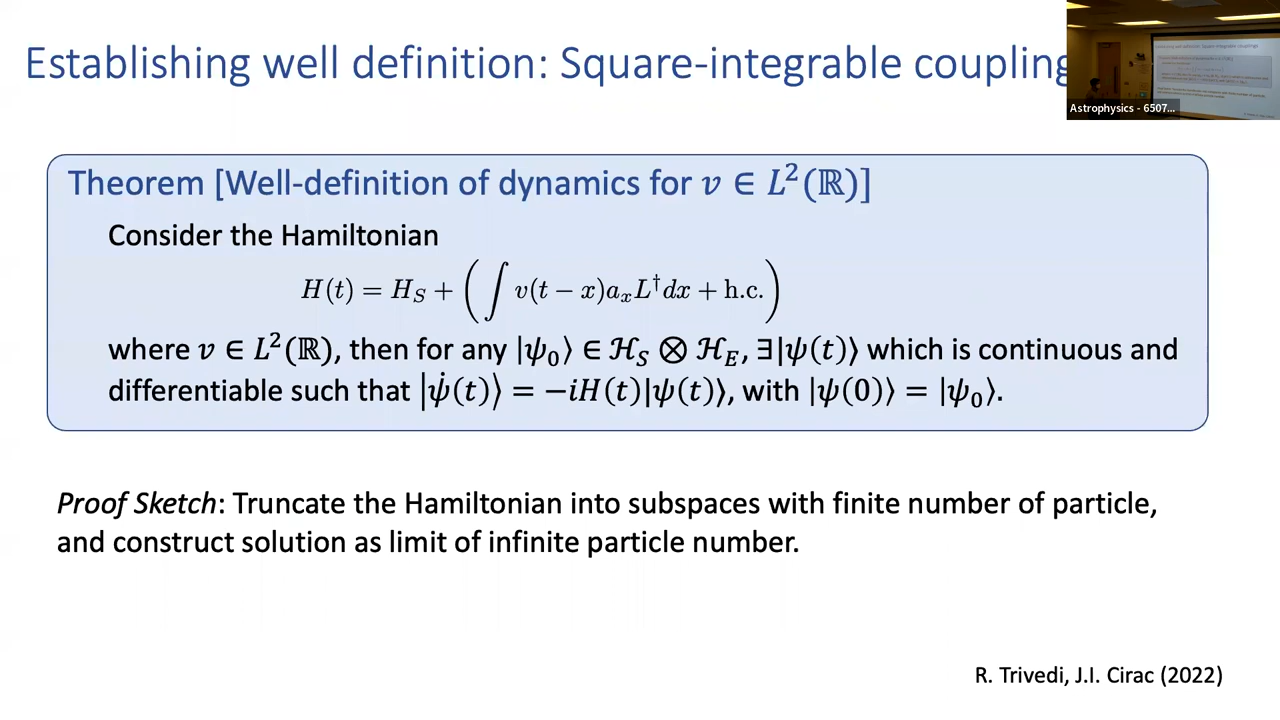 Establishing well definition: Square-integrable coupling
Astrophysics - 6507...
Theorem [Well-definition of dynamics for 𝑣 ∈ 𝐿²(ℝ)]
Consider the Hamiltonian
H(t) = H_S + ( ∫ v(t − x)a_x L^† dx + h.c. )
where 𝑣 ∈ 𝐿²(ℝ), then for any |ψ₀⟩ ∈ ℋ_S ⊗ ℋ_E, ∃|ψ(t)⟩ which is continuous and
differentiable such that |ψ̇(t)⟩ = −iH(t)|ψ(t)⟩, with |ψ(0)⟩ = |ψ₀⟩.
Proof Sketch: Truncate the Hamiltonian into subspaces with finite number of particle,
and construct solution as limit of infinite particle number.
R. Trivedi, J.I. Cirac (2022)